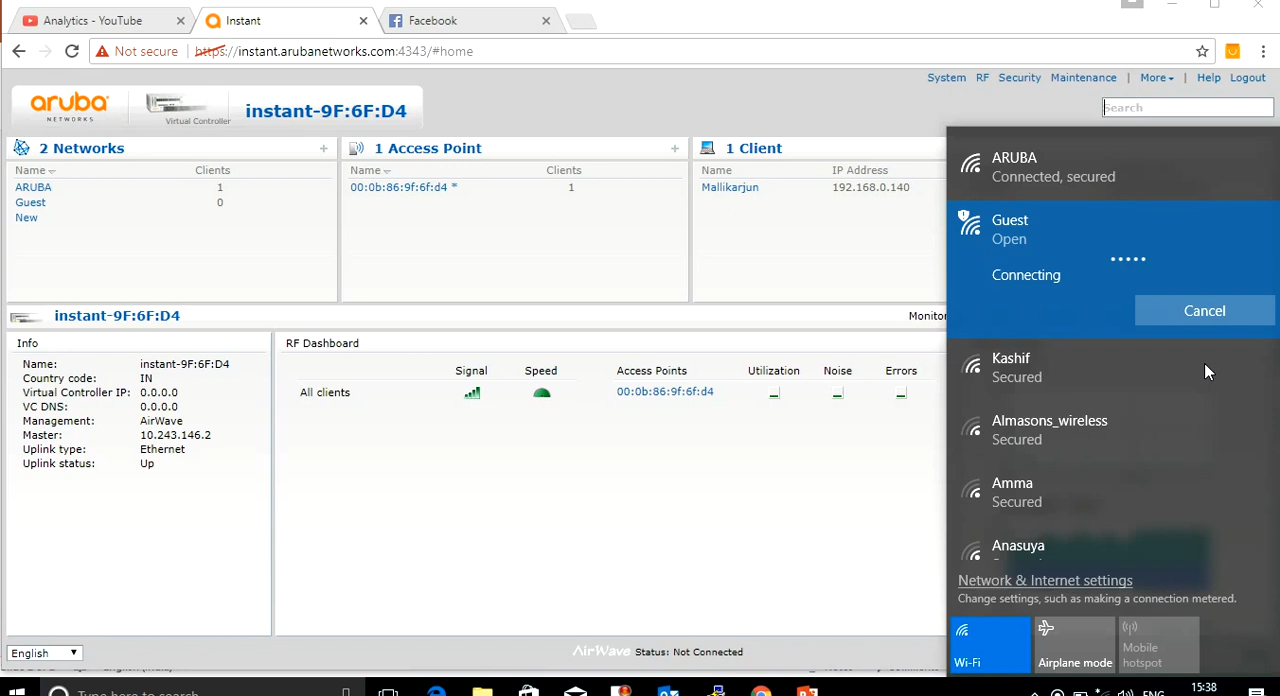 Analytics - YouTube
Instant
Facebook
Not secure
https://instant.arubanetworks.com:4343/#home
System RF Security Maintenance | More | Help Logout
aruba
NETWORKS
Virtual Controller
instant-9F:6F:D4
Search
2 Networks +
Name Clients
ARUBA 1
Guest 0
New
1 Access Point +
Name Clients
00:0b:86:9f:6f:d4 * 1
1 Client
Name IP Address
Mallikarjun 192.168.0.140
instant-9F:6F:D4
Monitor
Info
Name: instant-9F:6F:D4
Country code: IN
Virtual Controller IP: 0.0.0.0
VC DNS: 0.0.0.0
Management: AirWave
Master: 10.243.146.2
Uplink type: Ethernet
Uplink status: Up
RF Dashboard
Signal Speed Access Points Utilization Noise Errors
All clients 00:0b:86:9f:6f:d4
English
AirWave Status: Not Connected
ARUBA
Connected, secured
Guest
Open
Connecting
Cancel
Kashif
Secured
Almasons_wireless
Secured
Amma
Secured
Anasuya
Network & Internet settings
Change settings, such as making a connection metered.
Wi-Fi
Airplane mode
Mobile
hotspot
Type here to search
ENG
15:38